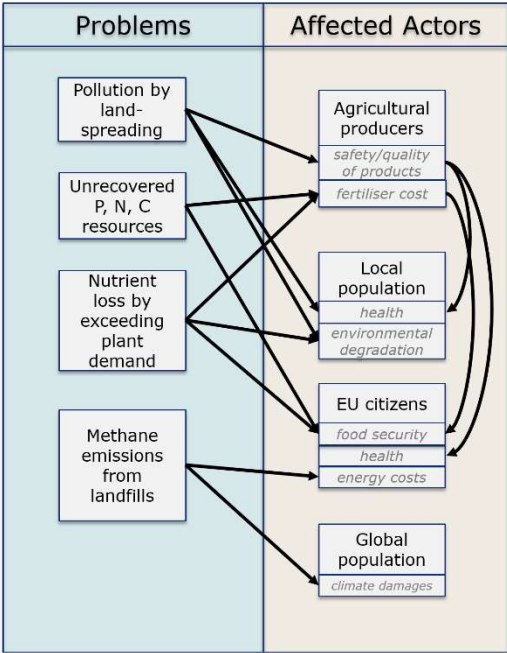 Problems
Affected Actors
Pollution by
land-
spreading
Unrecovered
P, N, C
resources
Nutrient
loss by
exceeding
plant
demand
Methane
emissions
from
landfills
Agricultural
producers
safety/quality
of products
fertiliser cost
Local
population
health
environmental
degradation
EU citizens
food security
health
energy costs
Global
population
climate damages